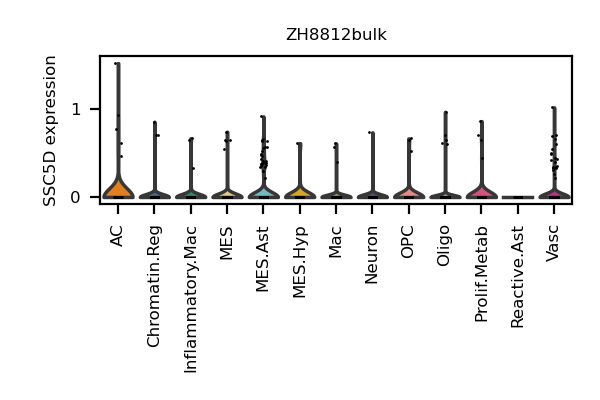 ZH8812bulk
SSC5D expression
1
0
AC
Chromatin.Reg
Inflammatory.Mac
MES
MES.Ast
MES.Hyp
Mac
Neuron
OPC
Oligo
Prolif.Metab
Reactive.Ast
Vasc